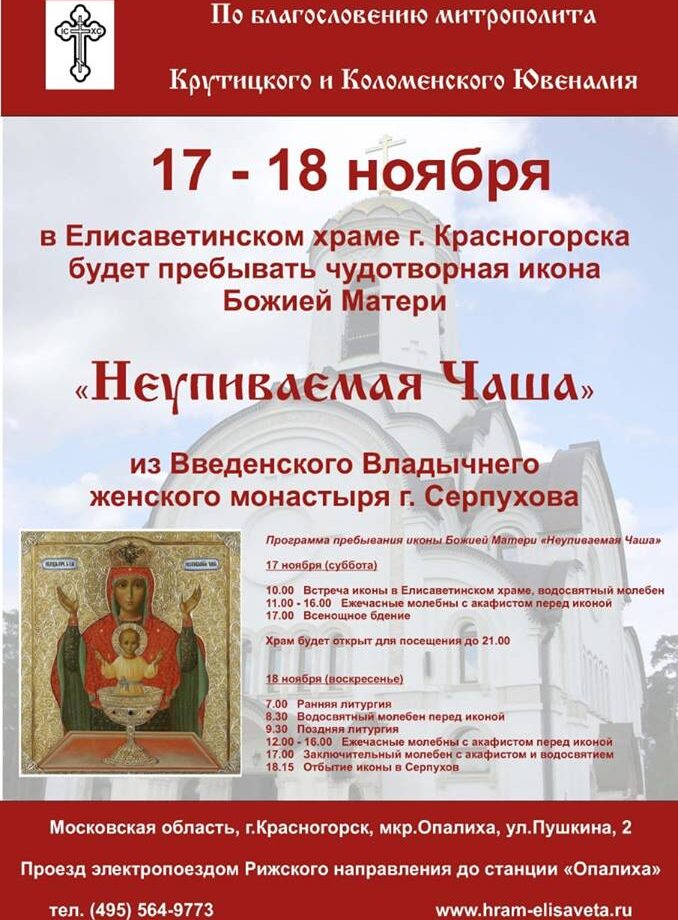 IC XC
По благословению митрополита
Крутицкого и Коломенского Ювеналия
17 - 18 ноября
в Елисаветинском храме г. Красногорска
будет пребывать чудотворная икона
Божией Матери
«Неупиваемая Чаша»
из Введенского Владычнего
женского монастыря г. Серпухова
Программа пребывания иконы Божией Матери «Неупиваемая Чаша»
17 ноября (суббота)
10.00 Встреча иконы в Елисаветинском храме, водосвятный молебен
11.00 - 16.00 Ежечасные молебны с акафистом перед иконой
17.00 Всенощное бдение
Храм будет открыт для посещения до 21.00
18 ноября (воскресенье)
7.00 Ранняя литургия
8.30 Водосвятный молебен перед иконой
9.30 Поздняя литургия
12.00 - 16.00 Ежечасные молебны с акафистом перед иконой
17.00 Заключительный молебен с акафистом и водосвятием
18.15 Отбытие иконы в Серпухов
Московская область, г.Красногорск, мкр.Опалиха, ул.Пушкина, 2
Проезд электропоездом Рижского направления до станции «Опалиха»
тел. (495) 564-9773 www.hram-elisaveta.ru